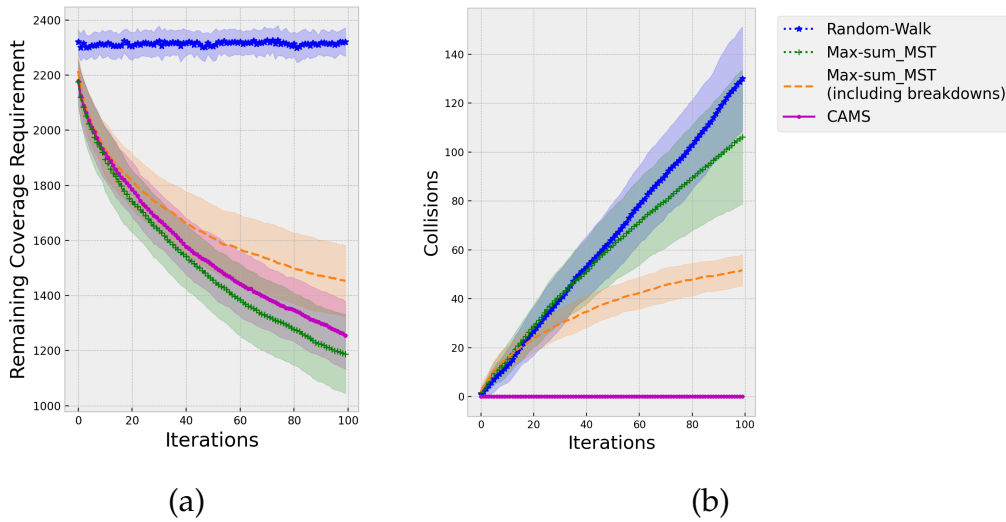 2400
2200
2000
1800
1600
1400
1200
1000
Remaining Coverage Requirement
0
20
40
60
80
100
Iterations
(a)
140
120
100
80
60
40
20
0
Collisions
0
20
40
60
80
100
Iterations
(b)
Random-Walk
Max-sum_MST
Max-sum_MST
(including breakdowns)
CAMS